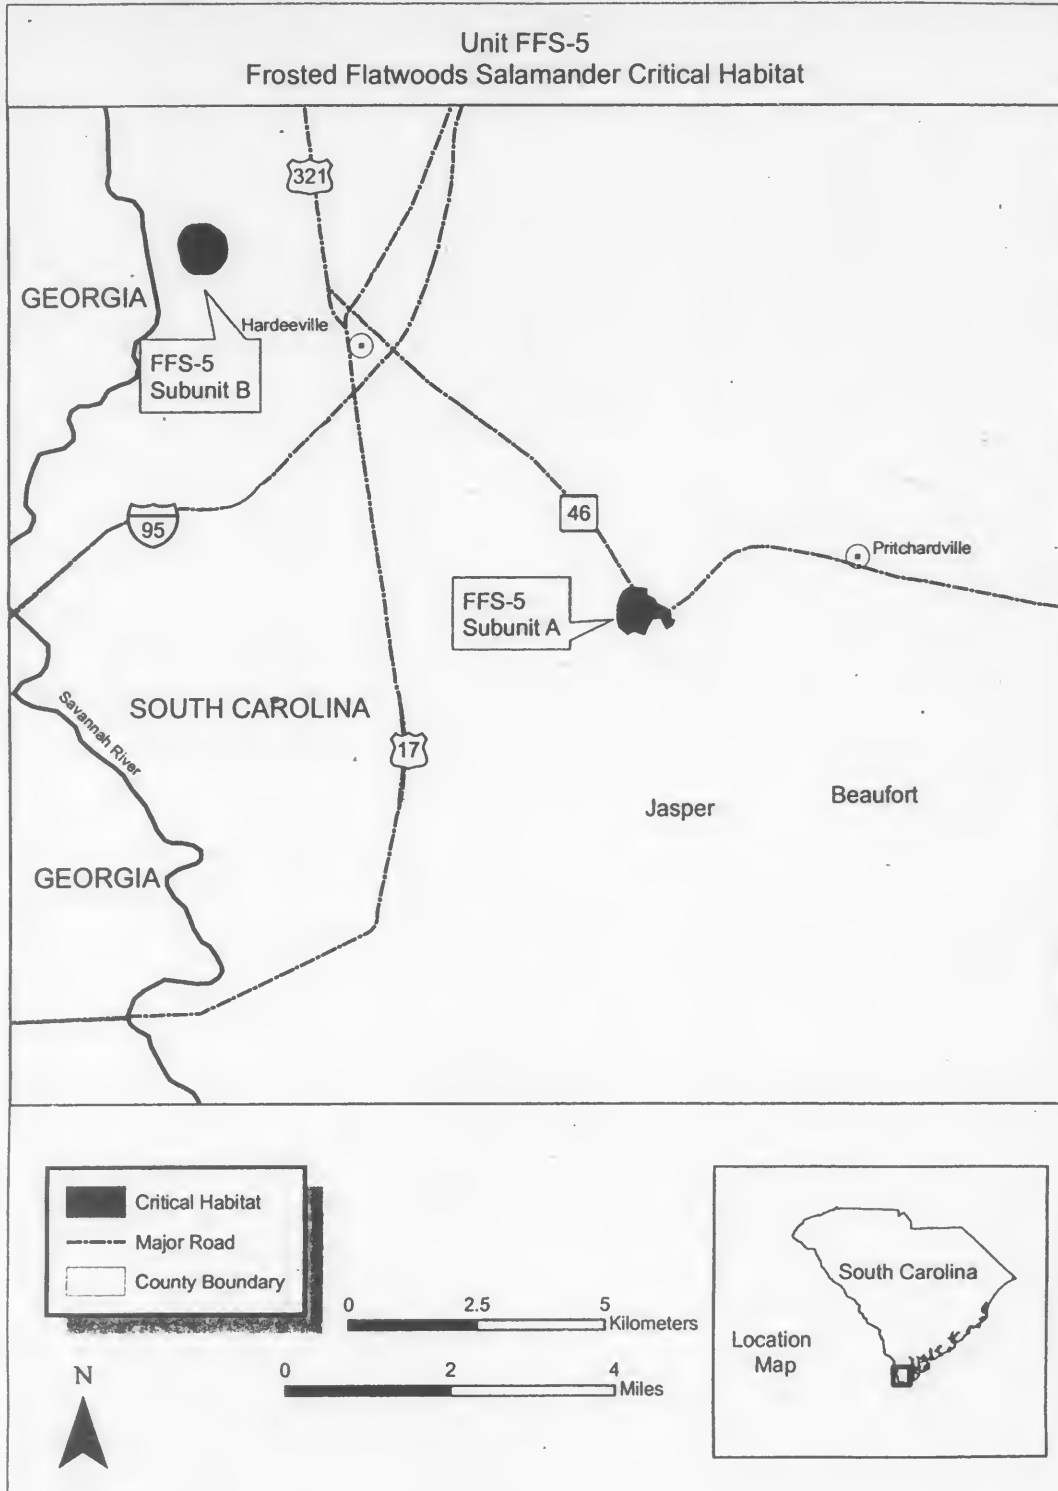 Unit FFS-5
Frosted Flatwoods Salamander Critical Habitat
321
GEORGIA
Hardeeville
FFS-5
Subunit B
95
46
Pritchardville
FFS-5
Subunit A
SOUTH CAROLINA
Savannah River
17
Jasper
Beaufort
GEORGIA
Critical Habitat
Major Road
County Boundary
0 2.5 5
Kilometers
0 2 4
Miles
N
South Carolina
Location
Map